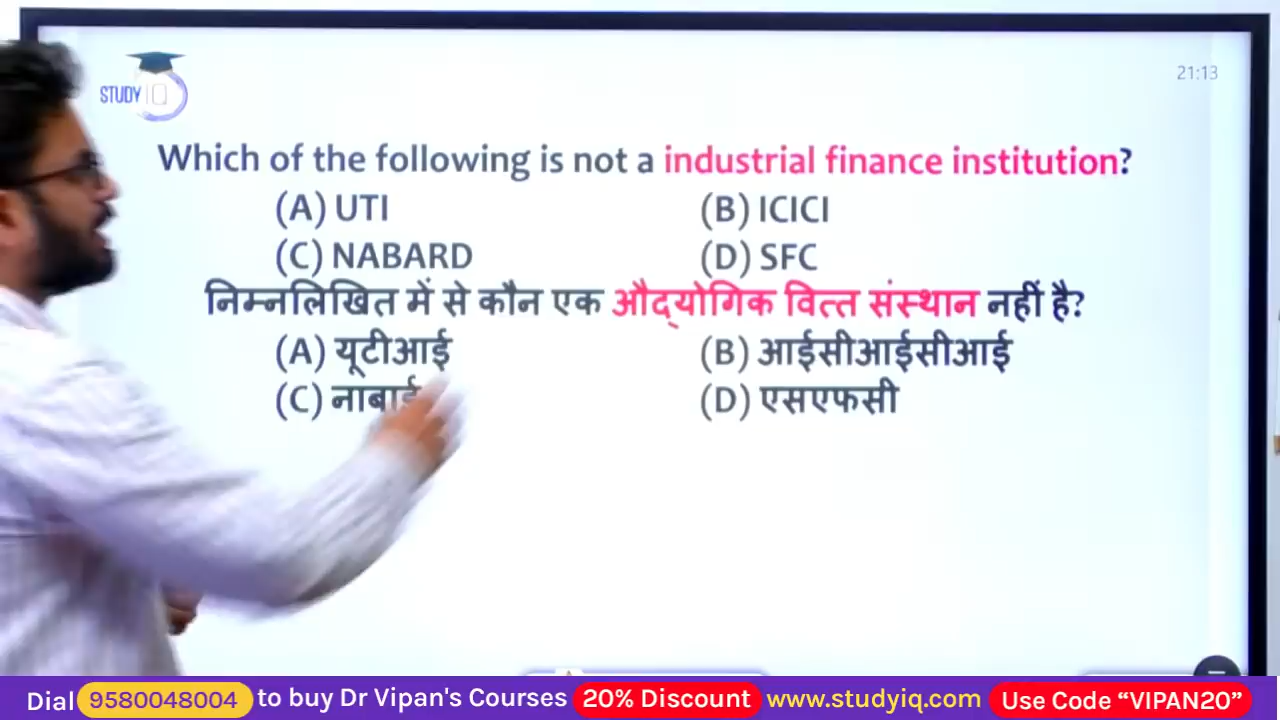 STUDY IQ
21:13
Which of the following is not a industrial finance institution?
(A) UTI (B) ICICI
(C) NABARD (D) SFC
निम्नलिखित में से कौन एक औद्योगिक वित्त संस्थान नहीं है?
(A) यूटीआई (B) आईसीआईसीआई
(C) (D) एसएफसी
Dial 9580048004 to buy Dr Vipan's Courses 20% Discount www.studyiq.com Use Code “VIPAN20”